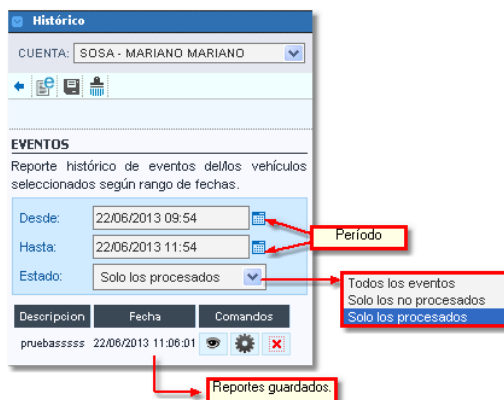 Histórico
CUENTA: SOSA - MARIANO MARIANO
EVENTOS
Reporte histórico de eventos del/los vehículos
seleccionados según rango de fechas.
Desde: 22/06/2013 09:54
Hasta: 22/06/2013 11:54
Período
Estado: Solo los procesados
Todos los eventos
Solo los no procesados
Solo los procesados
Descripcion Fecha Comandos
pruebasssss 22/06/2013 11:06:01
Reportes guardados.